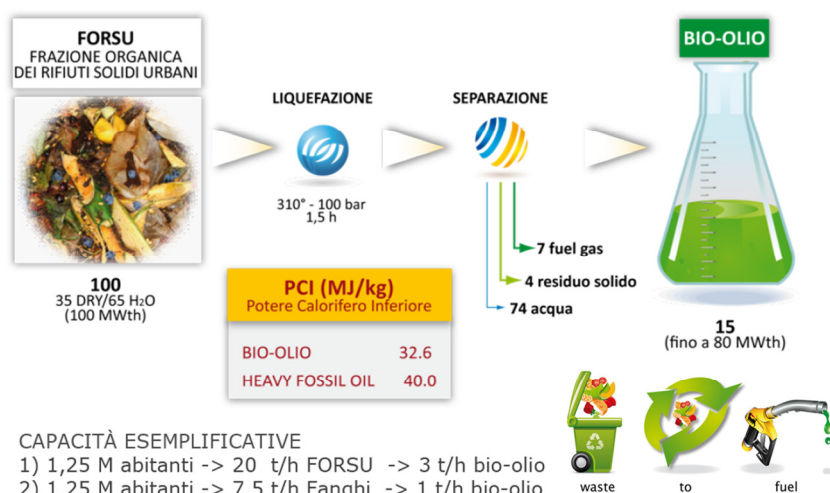 FORSU
FRAZIONE ORGANICA
DEI RIFIUTI SOLIDI URBANI
BIO-OLIO
LIQUEFAZIONE
SEPARAZIONE
310° - 100 bar
1,5 h
7 fuel gas
4 residuo solido
74 acqua
100
35 DRY/65 H₂O
(100 MWth)
PCI (MJ/kg)
Potere Calorifero Inferiore
BIO-OLIO 32.6
HEAVY FOSSIL OIL 40.0
15
(fino a 80 MWth)
CAPACITÀ ESEMPLIFICATIVE
1) 1,25 M abitanti -> 20 t/h FORSU -> 3 t/h bio-olio
2) 1,25 M abitanti -> 7,5 t/h Fanghi -> 1 t/h bio-olio
waste to fuel